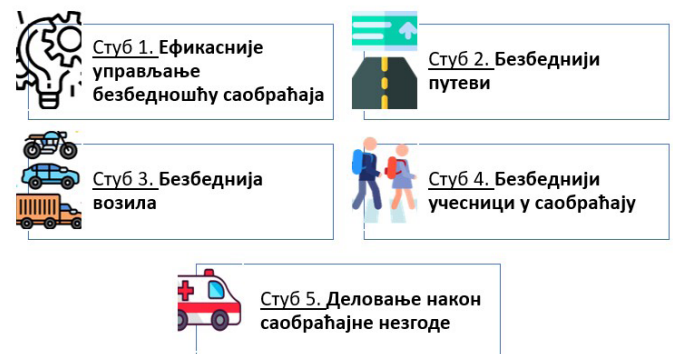 Стуб 1. Ефикасније
управљање
безбедношћу саобраћаја
Стуб 2. Безбеднији
путеви
Стуб 3. Безбеднија
возила
Стуб 4. Безбеднији
учесници у саобраћају
Стуб 5. Деловање након
саобраћајне незгоде